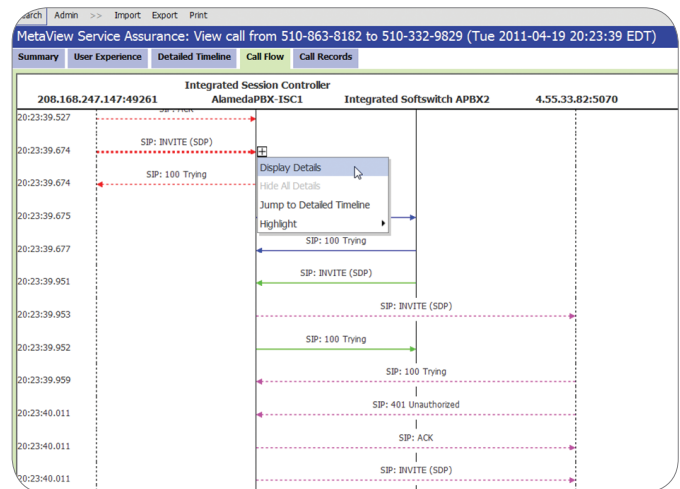 Search Admin >> Import Export Print
MetaView Service Assurance: View call from 510-863-8182 to 510-332-9829 (Tue 2011-04-19 20:23:39 EDT)
Summary User Experience Detailed Timeline Call Flow Call Records
Integrated Session Controller
208.168.247.147:49261 AlamedaPBX-ISC1 Integrated Softswitch APBX2 4.55.33.82:5070
SIP: ACK
20:23:39.527
SIP: INVITE (SDP)
20:23:39.674
Display Details
SIP: 100 Trying
20:23:39.674
Hide All Details
Jump to Detailed Timeline
20:23:39.675
Highlight
SIP: 100 Trying
20:23:39.677
SIP: INVITE (SDP)
20:23:39.951
SIP: INVITE (SDP)
20:23:39.953
SIP: 100 Trying
20:23:39.952
SIP: 100 Trying
20:23:39.959
SIP: 401 Unauthorized
20:23:40.011
SIP: ACK
20:23:40.011
SIP: INVITE (SDP)
20:23:40.011